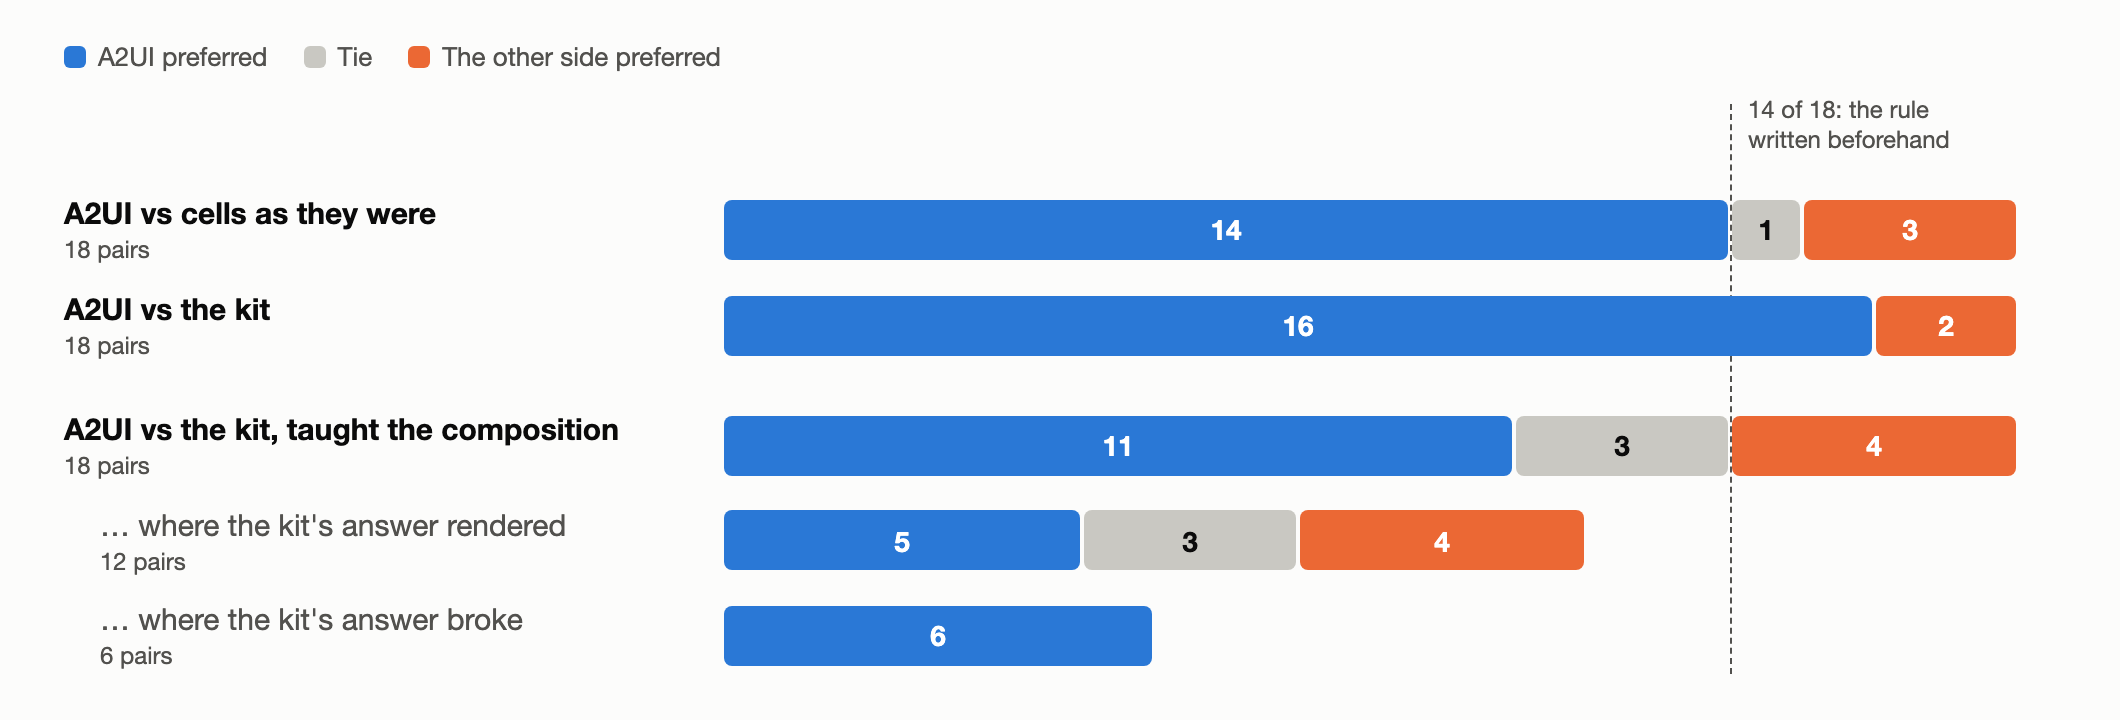 A2UI preferred
Tie
The other side preferred
14 of 18: the rule
written beforehand
A2UI vs cells as they were
18 pairs
14
1
3
A2UI vs the kit
18 pairs
16
2
A2UI vs the kit, taught the composition
18 pairs
11
3
4
… where the kit's answer rendered
12 pairs
5
3
4
… where the kit's answer broke
6 pairs
6